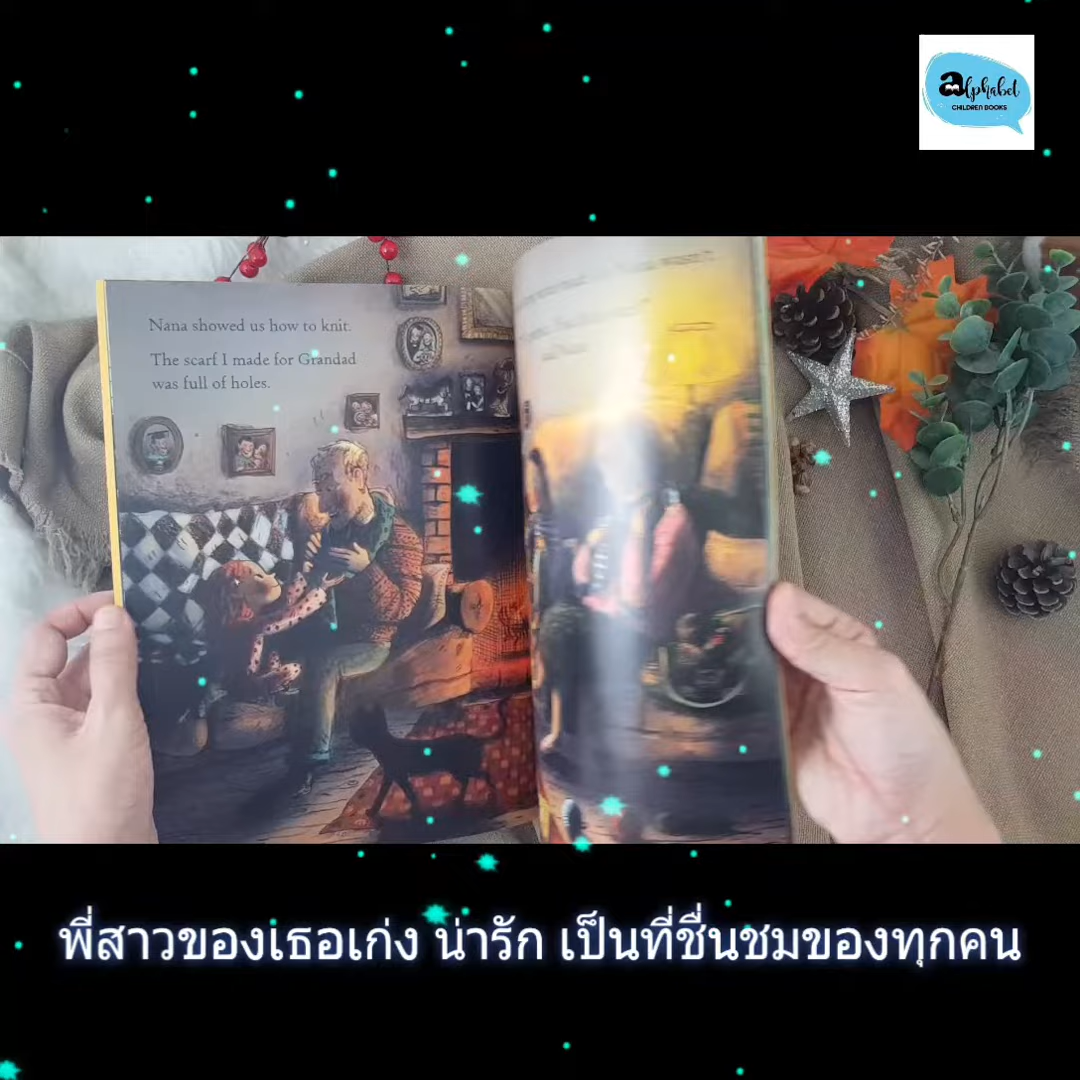 alphabet
CHILDREN BOOKS
Nana showed us how to knit.
The scarf I made for Grandad
was full of holes.
พี่สาวของเธอเก่ง น่ารัก เป็นที่ชื่นชมของทุกคน